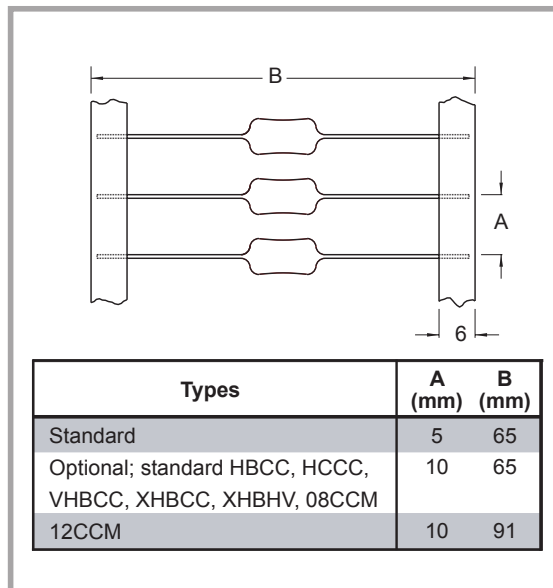 B
A
6
Types A (mm) B (mm)
Standard 5 65
Optional; standard HBCC, HCCC, 10 65
VHBCC, XHBCC, XHBHV, 08CCM
12CCM 10 91